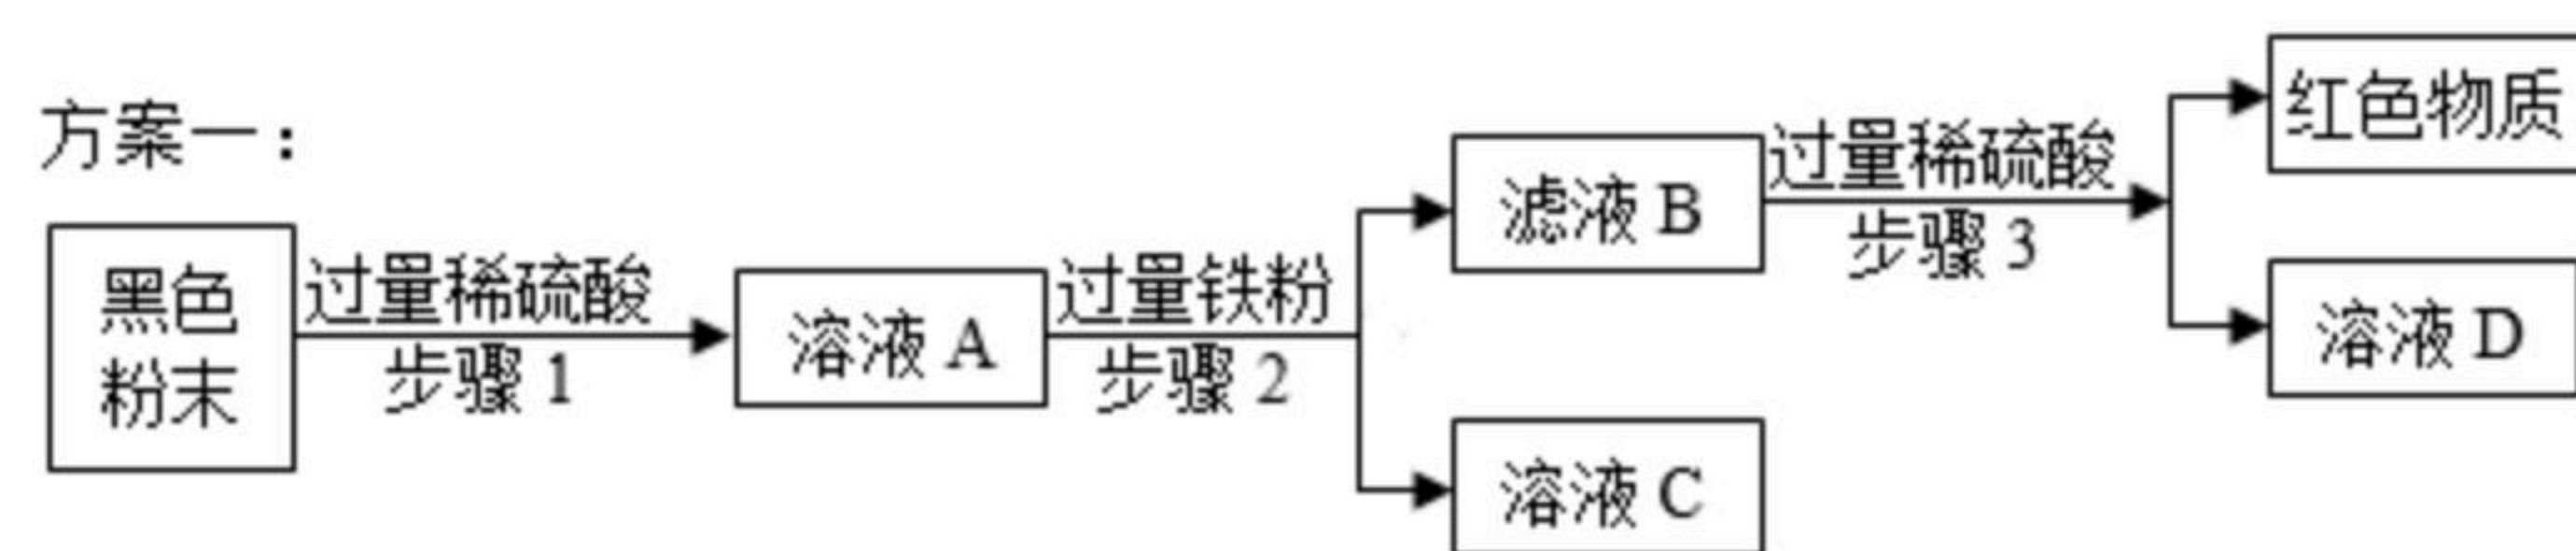 方案一：
黑色
粉末
过量稀硫酸
步骤 1
溶液 A
过量铁粉
步骤 2
滤液 B
溶液 C
过量稀硫酸
步骤 3
红色物质
溶液 D